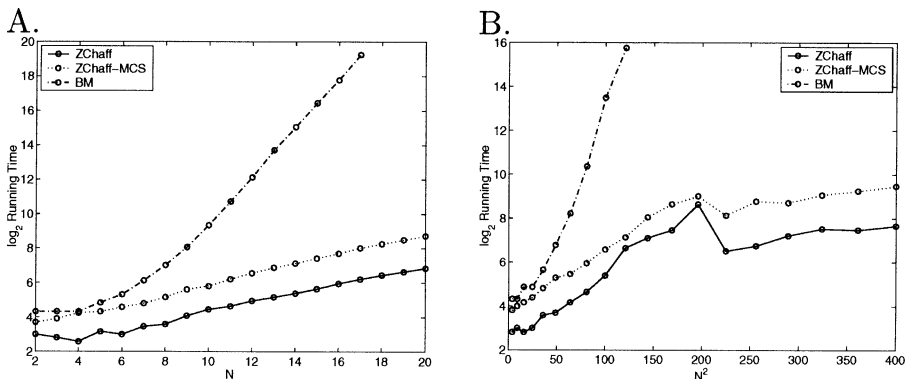 A.
20
18
16
14
12
10
8
6
4
2
log2 Running Time
ZChaff
ZChaff-MCS
BM
2 4 6 8 10 12 14 16 18 20
N
B.
16
14
12
10
8
6
4
2
log2 Running Time
ZChaff
ZChaff-MCS
BM
0 50 100 150 200 250 300 350 400
N²